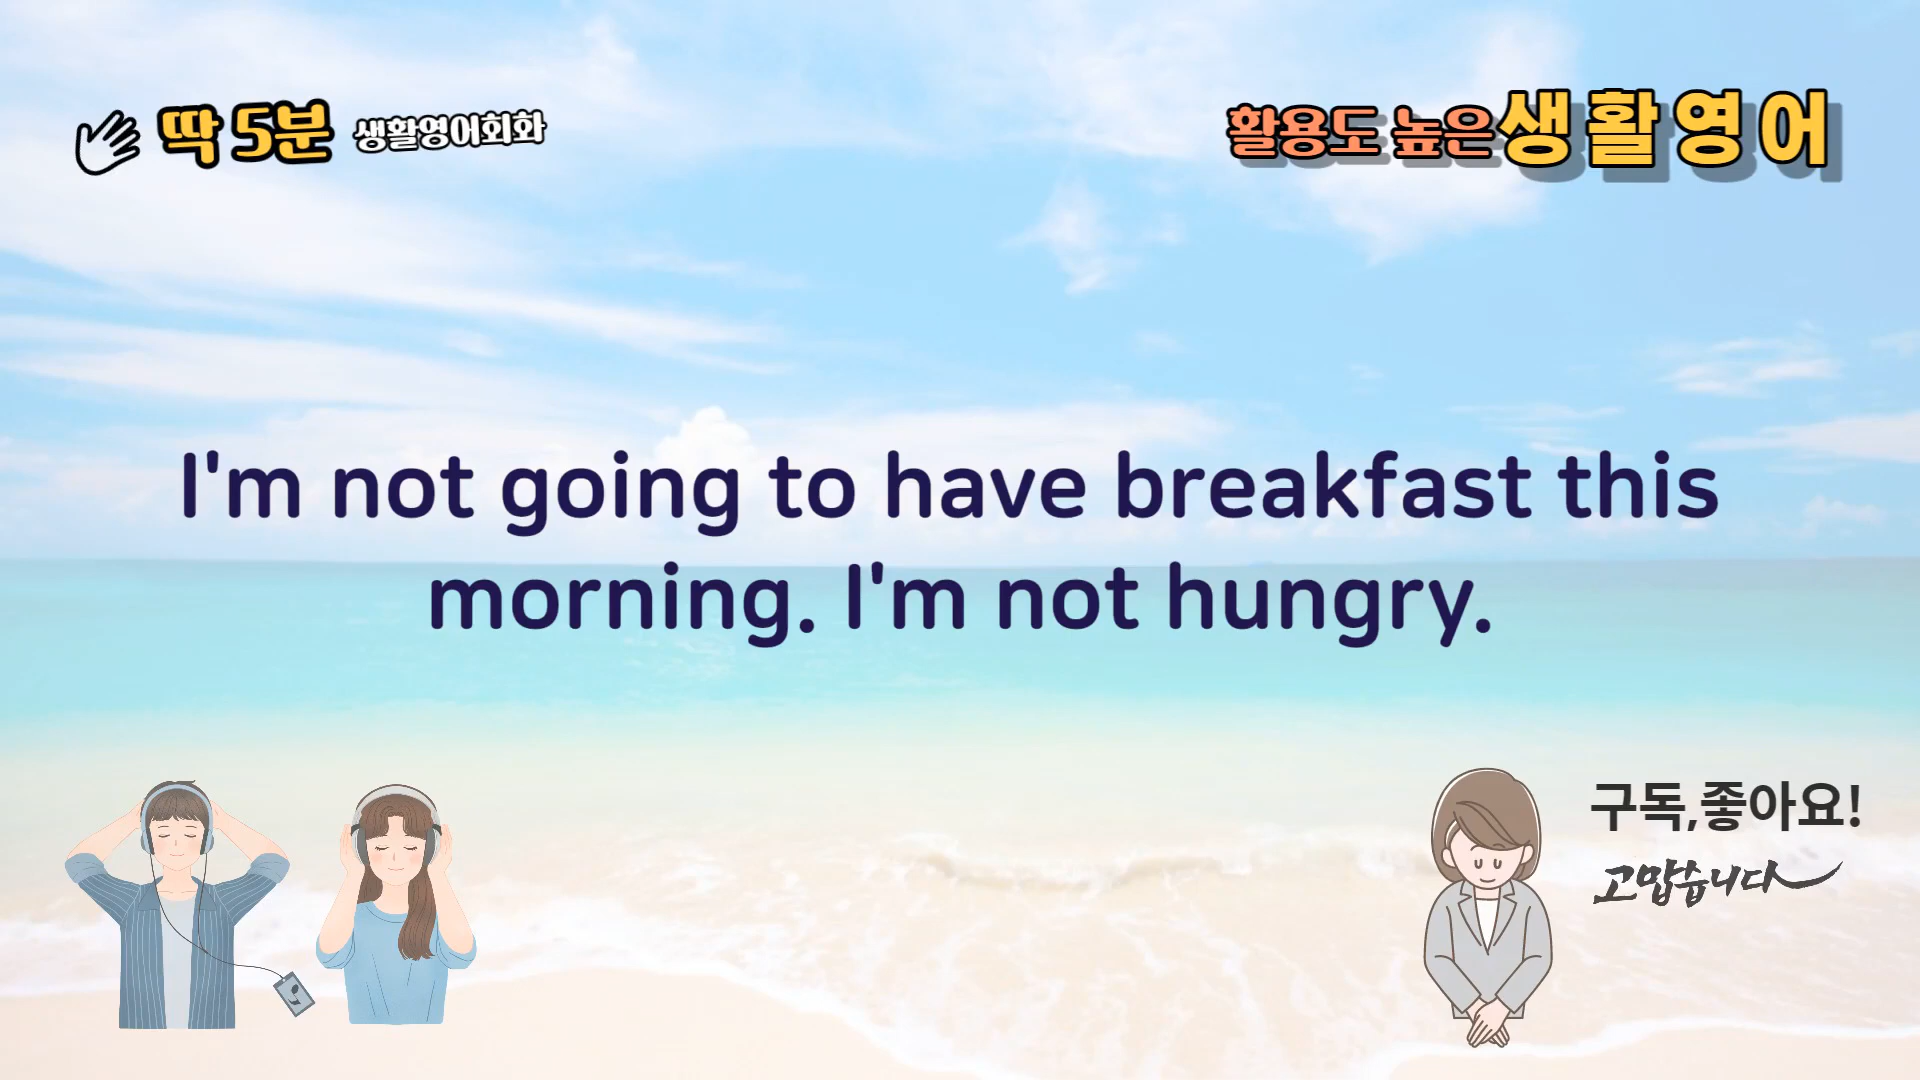 딱 5분 생활영어회화
활용도 높은 생활영어
I'm not going to have breakfast this
morning. I'm not hungry.
구독,좋아요!
고맙습니다